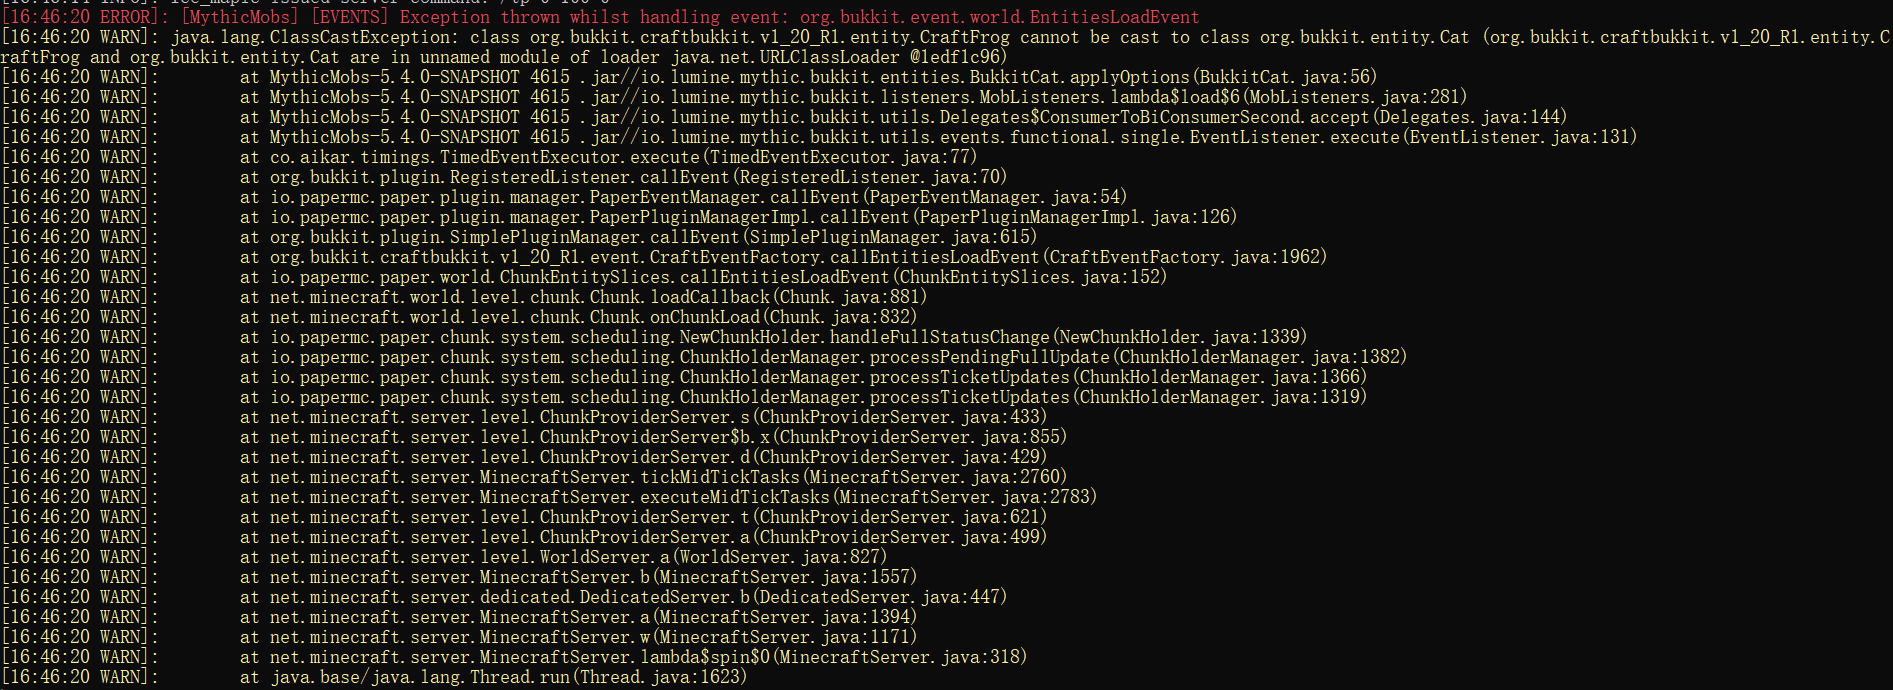 [16:46:20 ERROR]: [MythicMobs] [EVENTS] Exception thrown whilst handling event: org.bukkit.event.world.EntitiesLoadEvent
[16:46:20 WARN]: java.lang.ClassCastException: class org.bukkit.craftbukkit.v1_20_R1.entity.CraftFrog cannot be cast to class org.bukkit.entity.Cat (org.bukkit.craftbukkit.v1_20_R1.entity.C
raftFrog and org.bukkit.entity.Cat are in unnamed module of loader java.net.URLClassLoader @1edf1c96)
[16:46:20 WARN]: at MythicMobs-5.4.0-SNAPSHOT 4615 .jar//io.lumine.mythic.bukkit.entities.BukkitCat.applyOptions(BukkitCat.java:56)
[16:46:20 WARN]: at MythicMobs-5.4.0-SNAPSHOT 4615 .jar//io.lumine.mythic.bukkit.listeners.MobListeners.lambda$load$6(MobListeners.java:281)
[16:46:20 WARN]: at MythicMobs-5.4.0-SNAPSHOT 4615 .jar//io.lumine.mythic.bukkit.utils.Delegates$ConsumerToBiConsumerSecond.accept(Delegates.java:144)
[16:46:20 WARN]: at MythicMobs-5.4.0-SNAPSHOT 4615 .jar//io.lumine.mythic.bukkit.utils.events.functional.single.EventListener.execute(EventListener.java:131)
[16:46:20 WARN]: at co.aikar.timings.TimedEventExecutor.execute(TimedEventExecutor.java:77)
[16:46:20 WARN]: at org.bukkit.plugin.RegisteredListener.callEvent(RegisteredListener.java:70)
[16:46:20 WARN]: at io.papermc.paper.plugin.manager.PaperEventManager.callEvent(PaperEventManager.java:54)
[16:46:20 WARN]: at io.papermc.paper.plugin.manager.PaperPluginManagerImpl.callEvent(PaperPluginManagerImpl.java:126)
[16:46:20 WARN]: at org.bukkit.plugin.SimplePluginManager.callEvent(SimplePluginManager.java:615)
[16:46:20 WARN]: at org.bukkit.craftbukkit.v1_20_R1.event.CraftEventFactory.callEntitiesLoadEvent(CraftEventFactory.java:1962)
[16:46:20 WARN]: at io.papermc.paper.world.ChunkEntitySlices.callEntitiesLoadEvent(ChunkEntitySlices.java:152)
[16:46:20 WARN]: at net.minecraft.world.level.chunk.Chunk.loadCallback(Chunk.java:881)
[16:46:20 WARN]: at net.minecraft.world.level.chunk.Chunk.onChunkLoad(Chunk.java:832)
[16:46:20 WARN]: at io.papermc.paper.chunk.system.scheduling.NewChunkHolder.handleFullStatusChange(NewChunkHolder.java:1339)
[16:46:20 WARN]: at io.papermc.paper.chunk.system.scheduling.ChunkHolderManager.processPendingFullUpdate(ChunkHolderManager.java:1382)
[16:46:20 WARN]: at io.papermc.paper.chunk.system.scheduling.ChunkHolderManager.processTicketUpdates(ChunkHolderManager.java:1366)
[16:46:20 WARN]: at io.papermc.paper.chunk.system.scheduling.ChunkHolderManager.processTicketUpdates(ChunkHolderManager.java:1319)
[16:46:20 WARN]: at net.minecraft.server.level.ChunkProviderServer.s(ChunkProviderServer.java:433)
[16:46:20 WARN]: at net.minecraft.server.level.ChunkProviderServer$b.x(ChunkProviderServer.java:855)
[16:46:20 WARN]: at net.minecraft.server.level.ChunkProviderServer.d(ChunkProviderServer.java:429)
[16:46:20 WARN]: at net.minecraft.server.MinecraftServer.tickMidTickTasks(MinecraftServer.java:2760)
[16:46:20 WARN]: at net.minecraft.server.MinecraftServer.executeMidTickTasks(MinecraftServer.java:2783)
[16:46:20 WARN]: at net.minecraft.server.level.ChunkProviderServer.t(ChunkProviderServer.java:621)
[16:46:20 WARN]: at net.minecraft.server.level.ChunkProviderServer.a(ChunkProviderServer.java:499)
[16:46:20 WARN]: at net.minecraft.server.level.WorldServer.a(WorldServer.java:827)
[16:46:20 WARN]: at net.minecraft.server.MinecraftServer.b(MinecraftServer.java:1557)
[16:46:20 WARN]: at net.minecraft.server.dedicated.DedicatedServer.b(DedicatedServer.java:447)
[16:46:20 WARN]: at net.minecraft.server.MinecraftServer.a(MinecraftServer.java:1394)
[16:46:20 WARN]: at net.minecraft.server.MinecraftServer.w(MinecraftServer.java:1171)
[16:46:20 WARN]: at net.minecraft.server.MinecraftServer.lambda$spin$0(MinecraftServer.java:318)
[16:46:20 WARN]: at java.base/java.lang.Thread.run(Thread.java:1623)